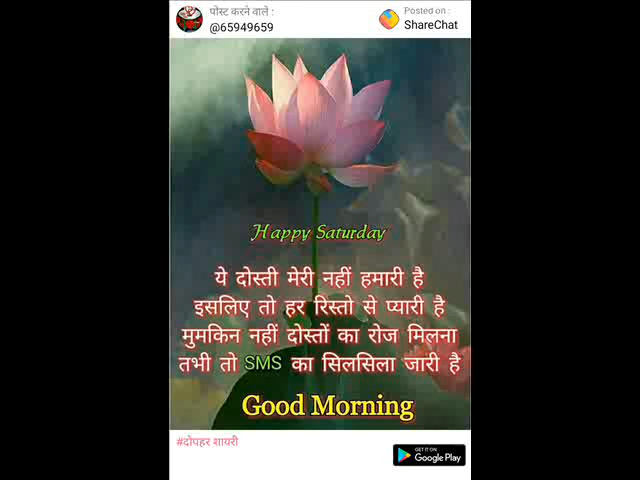 पोस्ट करने वाले :
@65949659
Posted on :
ShareChat
Happy Saturday
ये दोस्ती मेरी नहीं हमारी है
इसलिए तो हर रिस्तो से प्यारी है
मुमकिन नहीं दोस्तों का रोज मिलना
तभी तो SMS का सिलसिला जारी है
Good Morning
#दोपहर शायरी
GET IT ON
Google Play